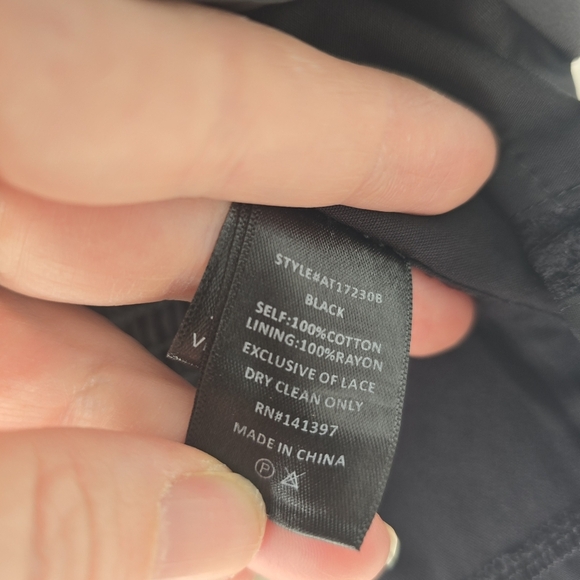 STYLE#AT17230B
BLACK
SELF:100%COTTON
LINING:100%RAYON
EXCLUSIVE OF LACE
DRY CLEAN ONLY
RN#141397
MADE IN CHINA
P
V